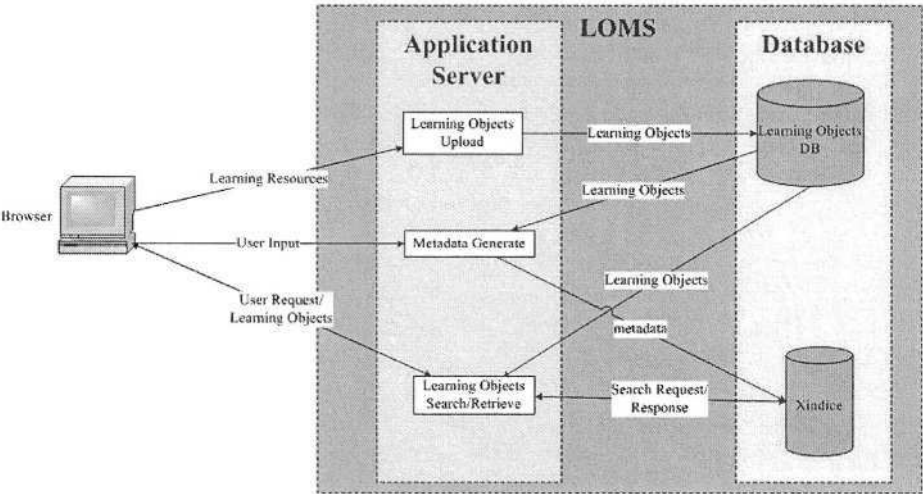 LOMS
Application
Server
Database
Learning Objects
Upload
Learning Objects
Learning Objects
DB
Learning Resources
Learning Objects
Browser
User Input
Metadata Generate
Learning Objects
User Request/
Learning Objects
metadata
Learning Objects
Search/Retrieve
Search Request/
Response
Xindice